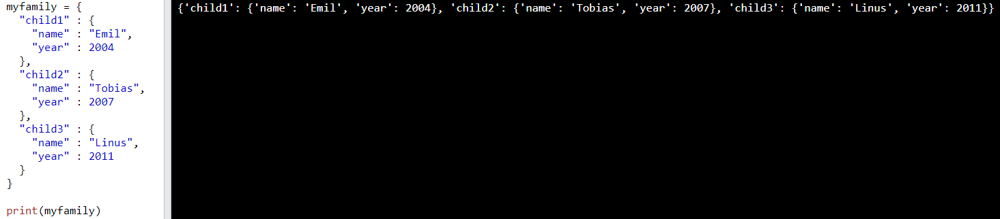 myfamily = {
  "child1" : {
    "name" : "Emil",
    "year" : 2004
  },
  "child2" : {
    "name" : "Tobias",
    "year" : 2007
  },
  "child3" : {
    "name" : "Linus",
    "year" : 2011
  }
}

print(myfamily)
{'child1': {'name': 'Emil', 'year': 2004}, 'child2': {'name': 'Tobias', 'year': 2007}, 'child3': {'name': 'Linus', 'year': 2011}}